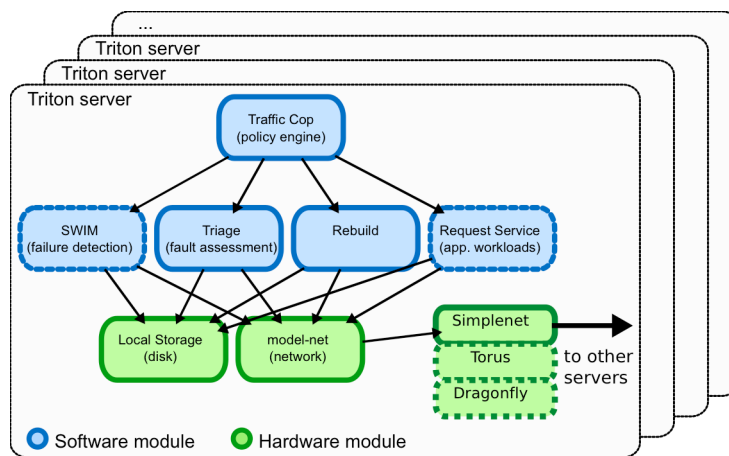 ...
Triton server
Triton server
Triton server
Traffic Cop
(policy engine)
SWIM
(failure detection)
Triage
(fault assessment)
Rebuild
Request Service
(app. workloads)
Local Storage
(disk)
model-net
(network)
Simplenet
Torus
Dragonfly
to other
servers
Software module
Hardware module